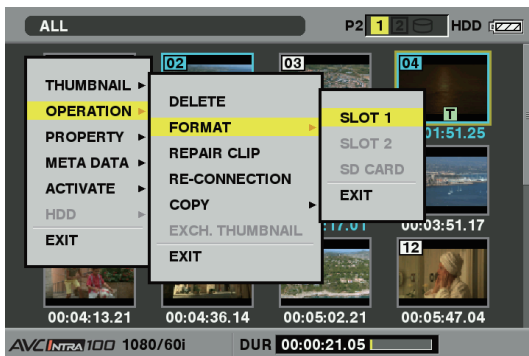 ALL P2 1 2 HDD
02 03 04
THUMBNAIL
OPERATION
PROPERTY
META DATA
ACTIVATE
HDD
EXIT
DELETE
FORMAT
REPAIR CLIP
RE-CONNECTION
COPY
EXCH. THUMBNAIL
EXIT
SLOT 1
SLOT 2
SD CARD
EXIT
T
01:51.25
:17.01 00:03:51.17
12
00:04:13.21 00:04:36.14 00:05:02.21 00:05:47.04
AVC INTRA 100 1080/60i DUR 00:00:21.05